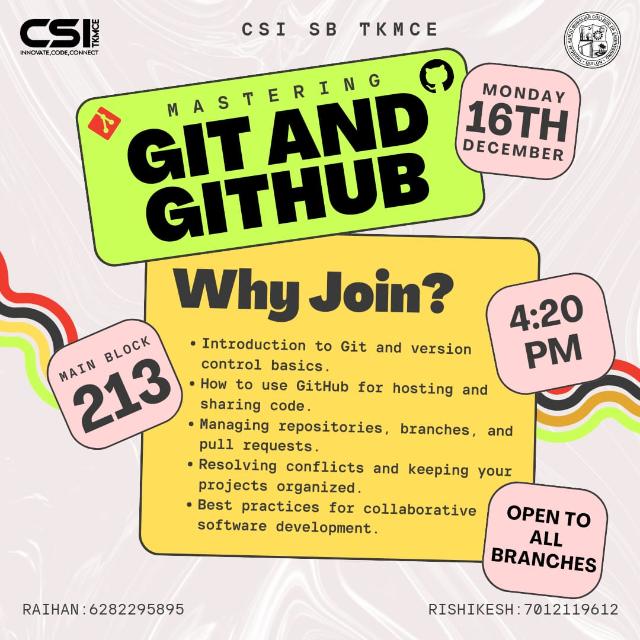 CSI
TKMCE
INNOVATE,CODE,CONNECT
CSI SB TKMCE
MASTERING
GIT AND
GITHUB
MONDAY
16TH
DECEMBER
Why Join?
• Introduction to Git and version
control basics.
• How to use GitHub for hosting and
sharing code.
• Managing repositories, branches, and
pull requests.
• Resolving conflicts and keeping your
projects organized.
• Best practices for collaborative
software development.
4:20
PM
MAIN BLOCK
213
OPEN TO
ALL
BRANCHES
RAIHAN:6282295895
RISHIKESH:7012119612